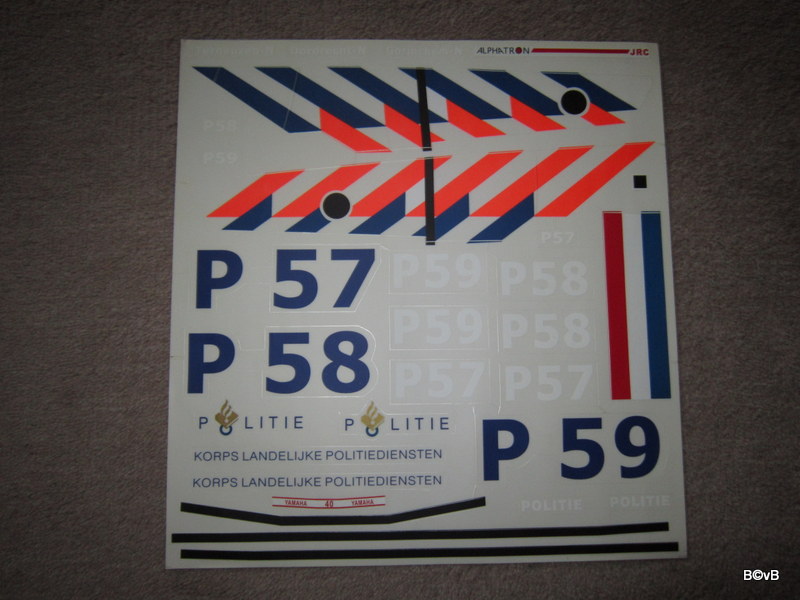 ALPHATRON JRC
P58
P59
P57
P 57
P59 P58
P 58
P59 P58
P57 P57
POLITIE POLITIE
P 59
KORPS LANDELIJKE POLITIEDIENSTEN
KORPS LANDELIJKE POLITIEDIENSTEN
YAMAHA 40 YAMAHA
POLITIE POLITIE
B©vB